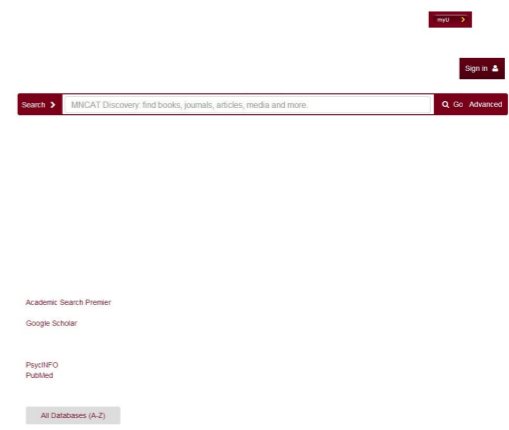 myU
Sign in
Search MNCAT Discovery: find books, journals, articles, media and more. Go Advanced
Academic Search Premier
Google Scholar
PsycINFO
PubMed
All Databases (A-Z)